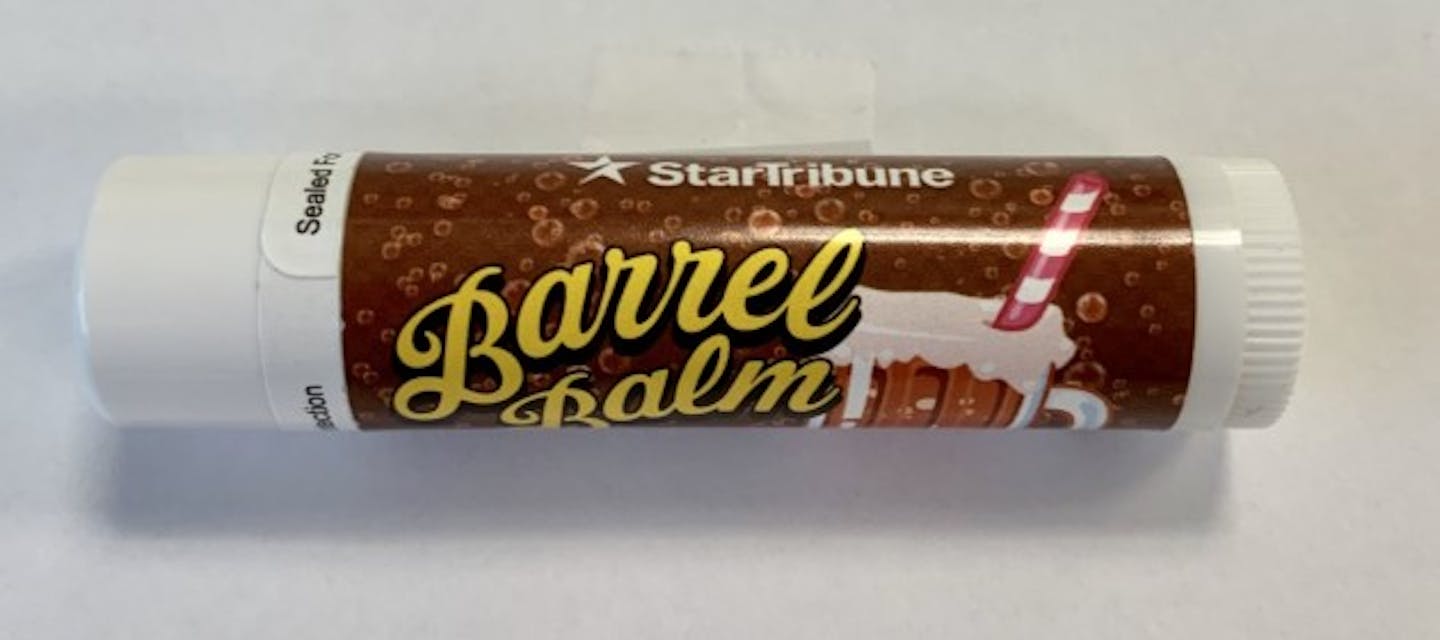 Sealed Fo
ection
StarTribune
Barrel
Balm